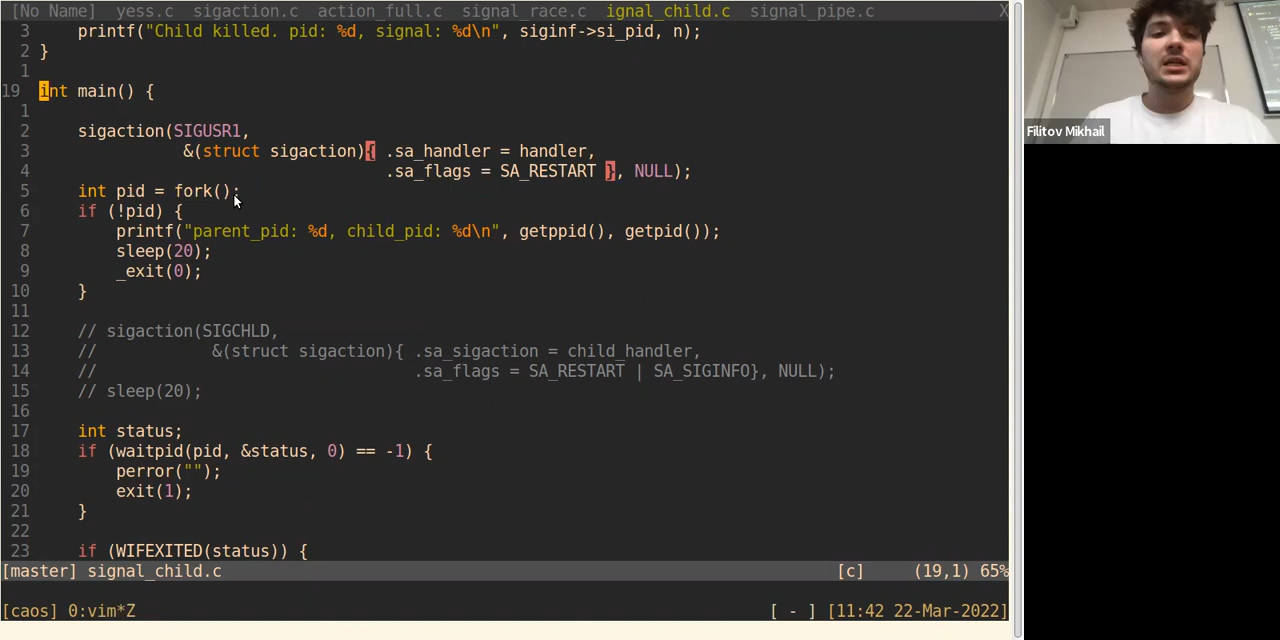 [No Name]  yess.c  sigaction.c  action_full.c  signal_race.c  ignal_child.c  signal_pipe.c  X
3      printf("Child killed. pid: %d, signal: %d\n", siginf->si_pid, n);
2  }
1
19  int main() {
1
2      sigaction(SIGUSR1,
3                 &(struct sigaction){ .sa_handler = handler,
4                                      .sa_flags = SA_RESTART }, NULL);
5      int pid = fork();
6      if (!pid) {
7          printf("parent_pid: %d, child_pid: %d\n", getppid(), getpid());
8          sleep(20);
9          _exit(0);
10     }
11
12     // sigaction(SIGCHLD,
13     //            &(struct sigaction){ .sa_sigaction = child_handler,
14     //                                 .sa_flags = SA_RESTART | SA_SIGINFO}, NULL);
15     // sleep(20);
16
17     int status;
18     if (waitpid(pid, &status, 0) == -1) {
19         perror("");
20         exit(1);
21     }
22
23     if (WIFEXITED(status)) {
[master] signal_child.c  [c]  (19,1) 65%
[caos] 0:vim*Z  [ - ] [11:42 22-Mar-2022]
Filitov Mikhail